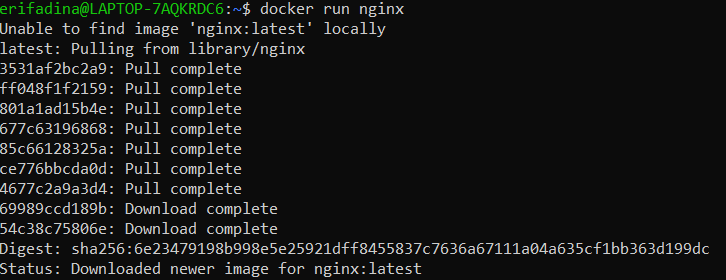 erifadina@LAPTOP-7AQKRDC6:~$ docker run nginx
Unable to find image 'nginx:latest' locally
latest: Pulling from library/nginx
3531af2bc2a9: Pull complete
ff048f1f2159: Pull complete
801a1ad15b4e: Pull complete
677c63196868: Pull complete
85c66128325a: Pull complete
ce776bbcda0d: Pull complete
4677c2a9a3d4: Pull complete
69989ccd189b: Download complete
54c38c75806e: Download complete
Digest: sha256:6e23479198b998e5e25921dff8455837c7636a67111a04a635cf1bb363d199dc
Status: Downloaded newer image for nginx:latest